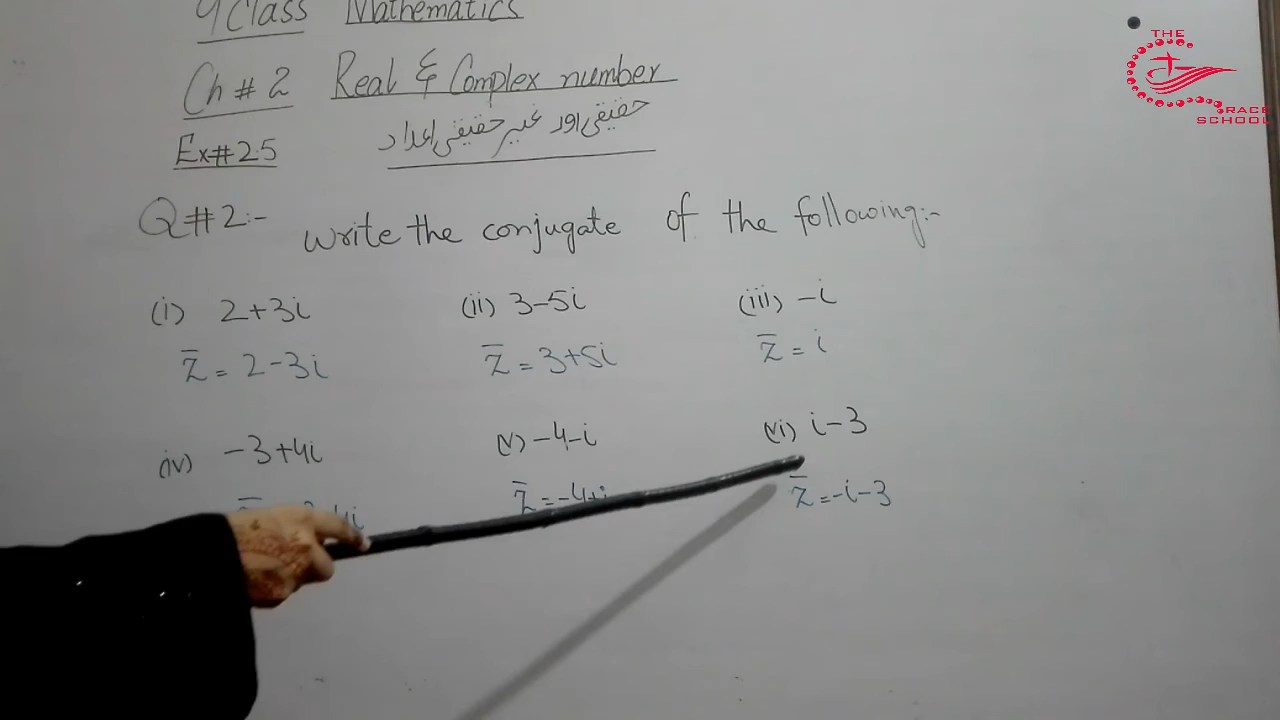 9 Class Mathematics
Ch # 2 Real & Complex number
حقیقی اور غیر حقیقی اعداد
Ex# 2.5
Q # 2:- Write the conjugate of the following:-
(i) 2+3i (ii) 3-5i (iii) -i
z̅ = 2-3i z̅ = 3+5i z̅ = i
(iv) -3+4i (v) -4-i (vi) i-3
z̅ = -4+i z̅ = -i-3
THE
GRACE
SCHOOL